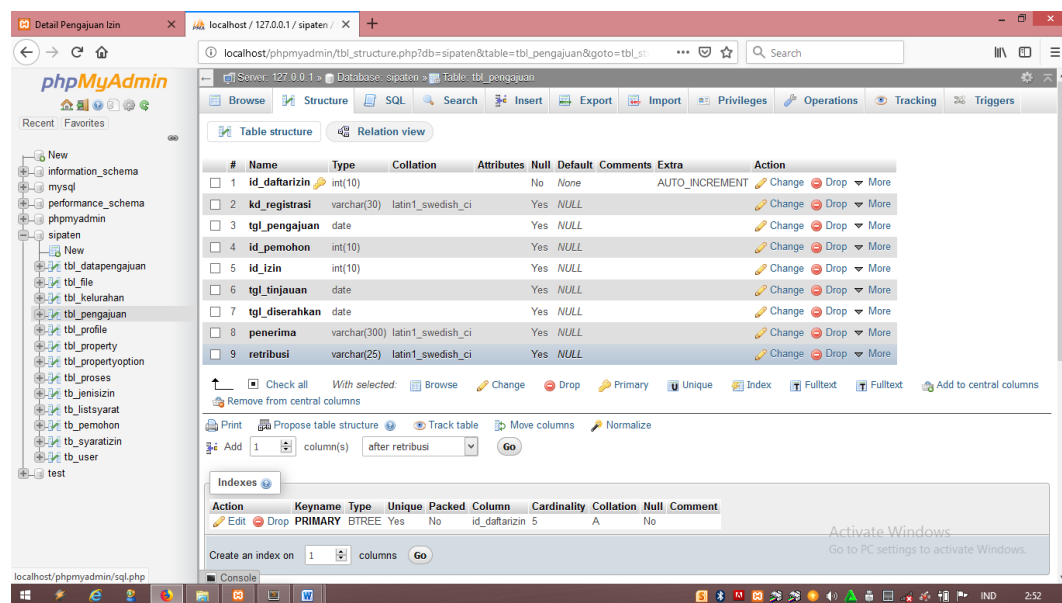 Detail Pengajuan Izin
localhost / 127.0.0.1 / sipaten /
localhost/phpmyadmin/tbl_structure.php?db=sipaten&table=tbl_pengajuan&goto=tbl_st
Search
phpMyAdmin
Recent Favorites
New
information_schema
mysql
performance_schema
phpmyadmin
sipaten
New
tbl_datapengajuan
tbl_file
tbl_kelurahan
tbl_pengajuan
tbl_profile
tbl_property
tbl_propertyoption
tbl_proses
tb_jenisizin
tb_listsyarat
tb_pemohon
tb_syaratizin
tb_user
test
localhost/phpmyadmin/sql.php
Server: 127.0.0.1 » Database: sipaten » Table: tbl_pengajuan
Browse Structure SQL Search Insert Export Import Privileges Operations Tracking Triggers
Table structure Relation view
# Name Type Collation Attributes Null Default Comments Extra Action
1 id_daftarizin int(10) No None AUTO_INCREMENT Change Drop More
2 kd_registrasi varchar(30) latin1_swedish_ci Yes NULL Change Drop More
3 tgl_pengajuan date Yes NULL Change Drop More
4 id_pemohon int(10) Yes NULL Change Drop More
5 id_izin int(10) Yes NULL Change Drop More
6 tgl_tinjauan date Yes NULL Change Drop More
7 tgl_diserahkan date Yes NULL Change Drop More
8 penerima varchar(300) latin1_swedish_ci Yes NULL Change Drop More
9 retribusi varchar(25) latin1_swedish_ci Yes NULL Change Drop More
Check all With selected: Browse Change Drop Primary Unique Index Fulltext Fulltext Add to central columns
Remove from central columns
Print Propose table structure Track table Move columns Normalize
Add 1 column(s) after retribusi Go
Indexes
Action Keyname Type Unique Packed Column Cardinality Collation Null Comment
Edit Drop PRIMARY BTREE Yes No id_daftarizin 5 A No
Create an index on 1 columns Go
Console
Activate Windows
Go to PC settings to activate Windows.
IND 2:52